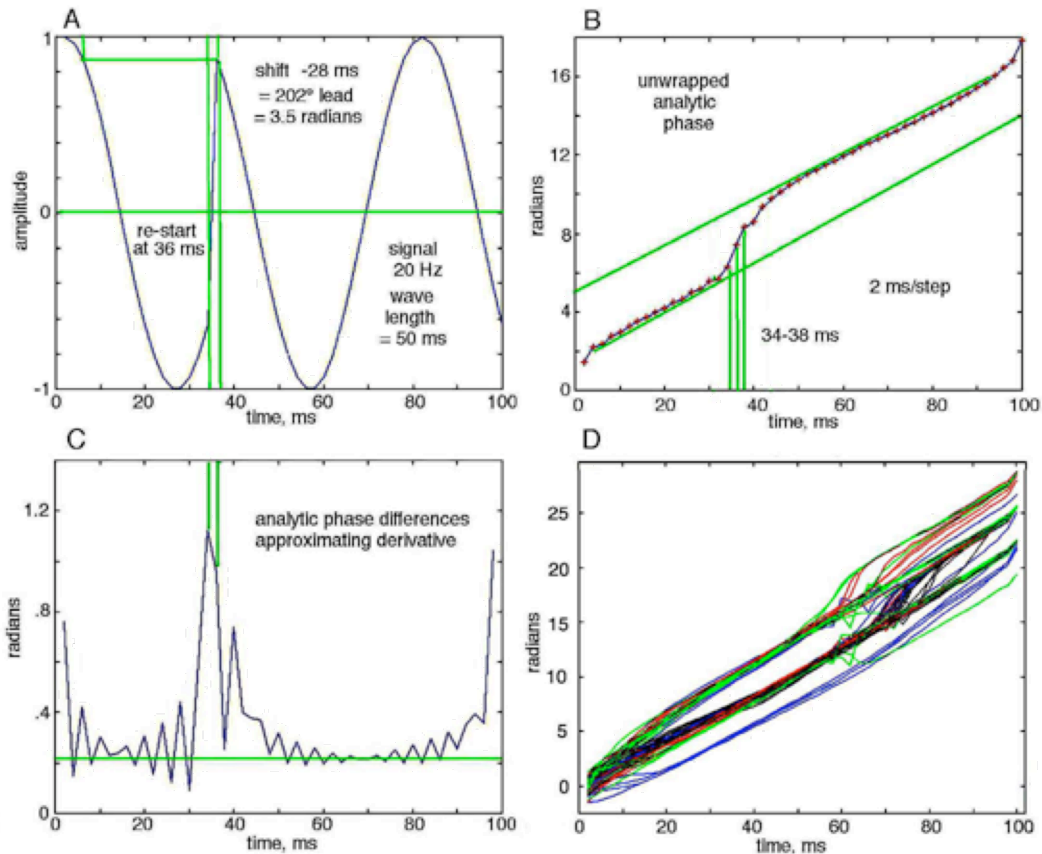 A
1
0
-1
amplitude
shift -28 ms
= 202º lead
= 3.5 radians
re-start
at 36 ms
signal
20 Hz
wave
length
= 50 ms
0 20 40 60 80 100
time, ms
B
16
12
8
4
0
radians
unwrapped
analytic
phase
2 ms/step
34-38 ms
0 20 40 60 80 100
time, ms
C
1.2
.8
.4
0
radians
analytic phase differences
approximating derivative
0 20 40 60 80 100
time, ms
D
25
20
15
10
5
0
radians
0 20 40 60 80 100
time, ms